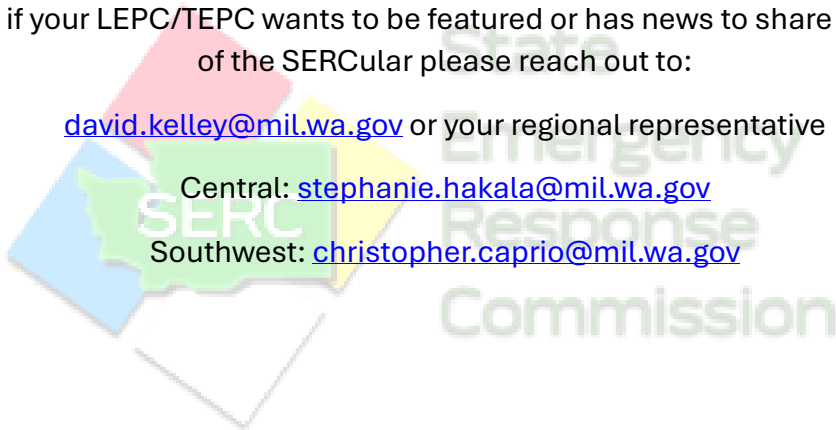 if your LEPC/TEPC wants to be featured or has news to share
of the SERCular please reach out to:
david.kelley@mil.wa.gov or your regional representative
Central: stephanie.hakala@mil.wa.gov
Southwest: christopher.caprio@mil.wa.gov
SERC
State
Emergency
Response
Commission